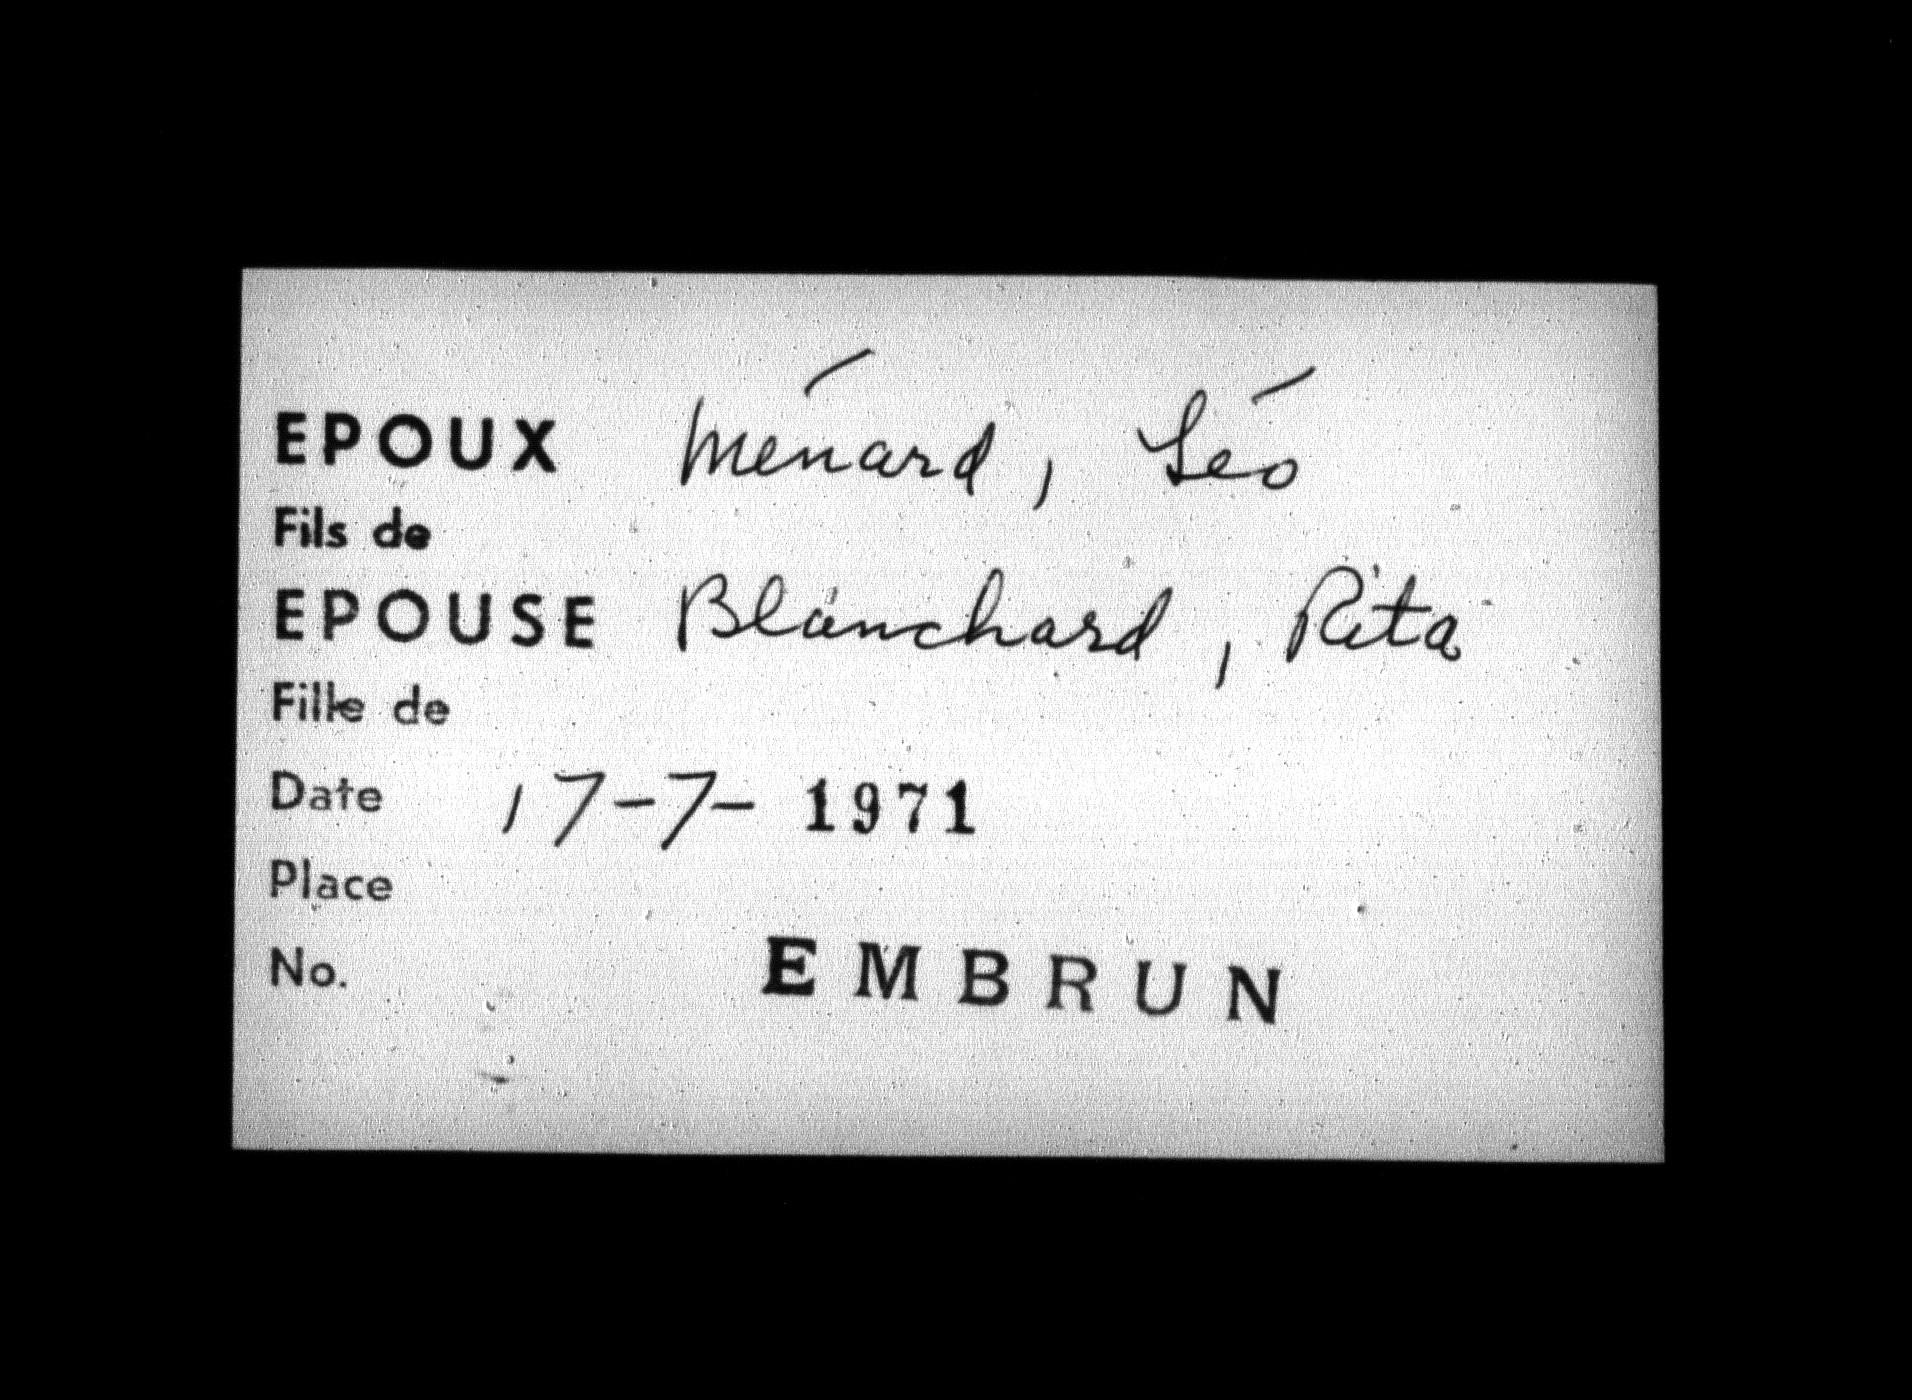 EPOUX Ménard, Léo
Fils de
EPOUSE Blanchard, Rita
Fille de
Date 17-7- 1971
Place
No. EMBRUN